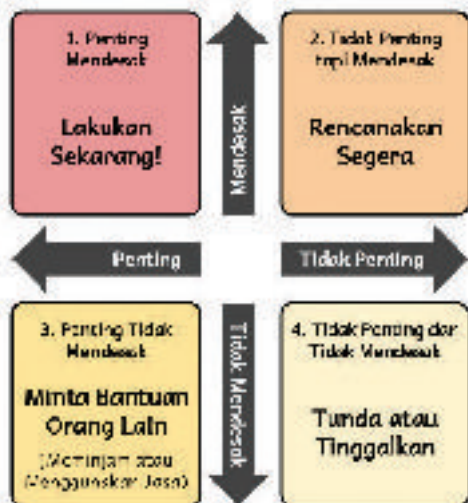 1. Penting
Mendesak
Lakukan
Sekarang!
Mendesak
2. Tidak Penting
tapi Mendesak
Rencanakan
Segera
Penting
Tidak Penting
3. Penting Tidak
Mendesak
Minta Bantuan
Orang Lain
(Meminjam atau
Menggunakan Jasa)
Tidak Mendesak
4. Tidak Penting dan
Tidak Mendesak
Tunda atau
Tinggalkan